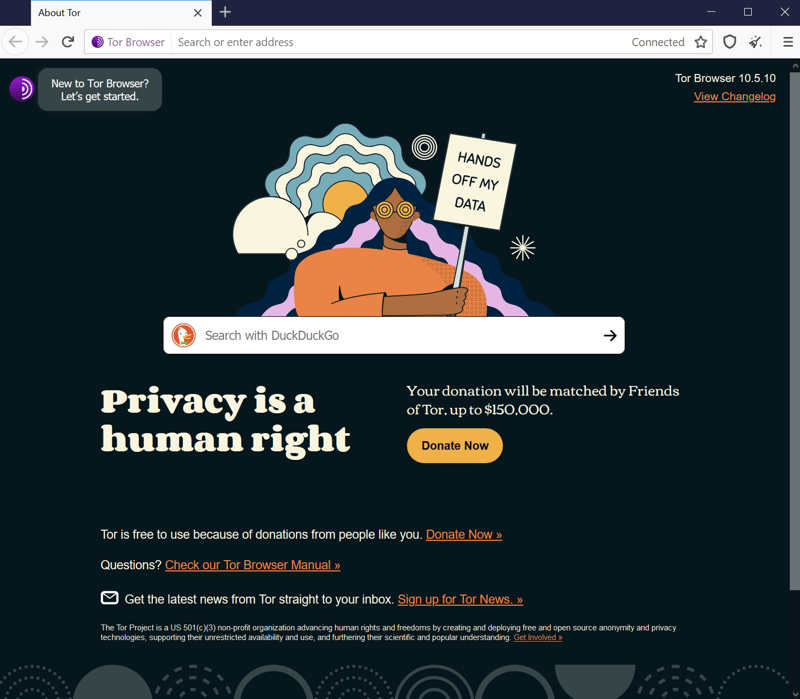 About Tor
Tor Browser Search or enter address Connected
New to Tor Browser?
Let's get started.
Tor Browser 10.5.10
View Changelog
HANDS
OFF MY
DATA
Search with DuckDuckGo
Privacy is a
human right
Your donation will be matched by Friends
of Tor, up to $150,000.
Donate Now
Tor is free to use because of donations from people like you. Donate Now »
Questions? Check our Tor Browser Manual »
Get the latest news from Tor straight to your inbox. Sign up for Tor News. »
The Tor Project is a US 501(c)(3) non-profit organization advancing human rights and freedoms by creating and deploying free and open source anonymity and privacy
technologies, supporting their unrestricted availability and use, and furthering their scientific and popular understanding. Get Involved »